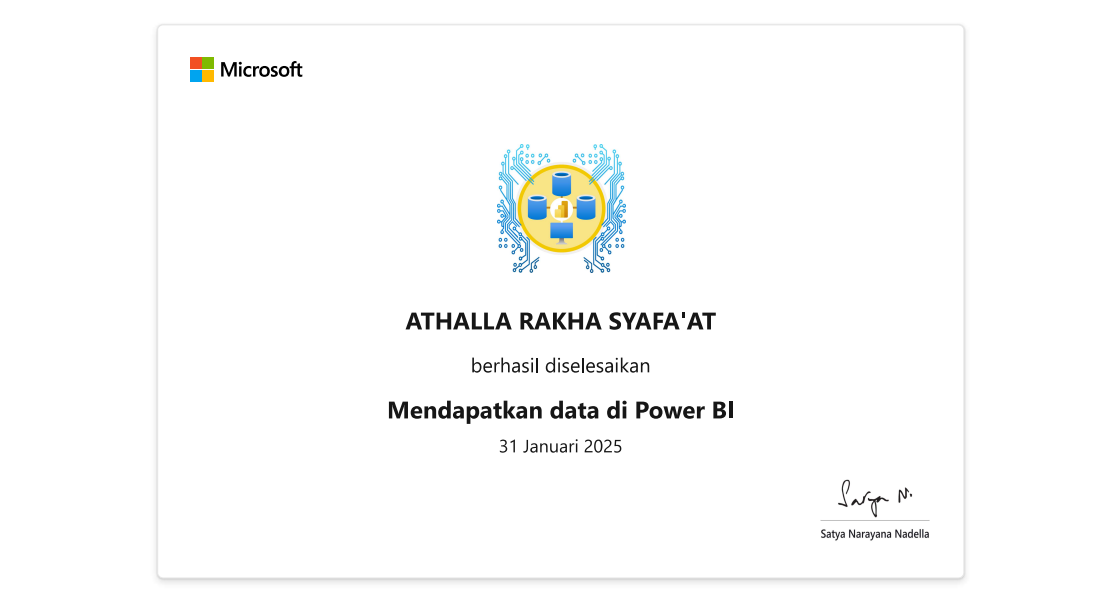 Microsoft
ATHALLA RAKHA SYAFA'AT
berhasil diselesaikan
Mendapatkan data di Power BI
31 Januari 2025
Satya N.
Satya Narayana Nadella